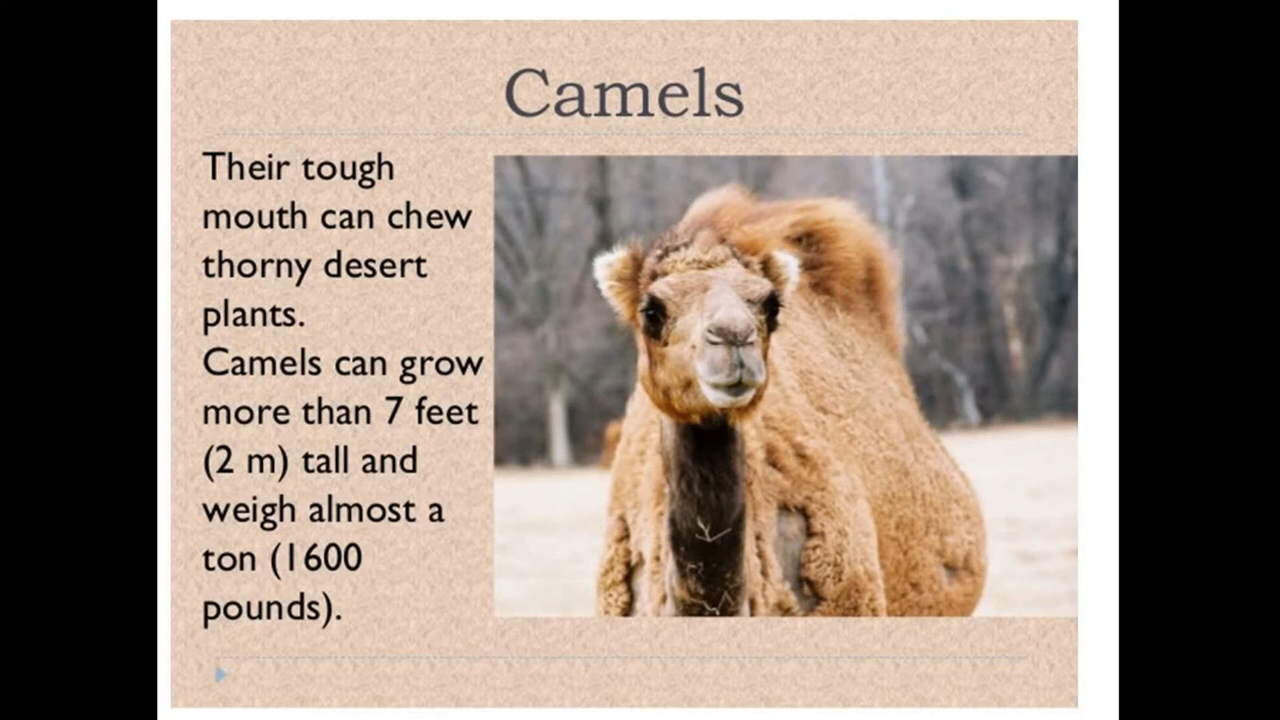 Camels
Their tough
mouth can chew
thorny desert
plants.
Camels can grow
more than 7 feet
(2 m) tall and
weigh almost a
ton (1600
pounds).